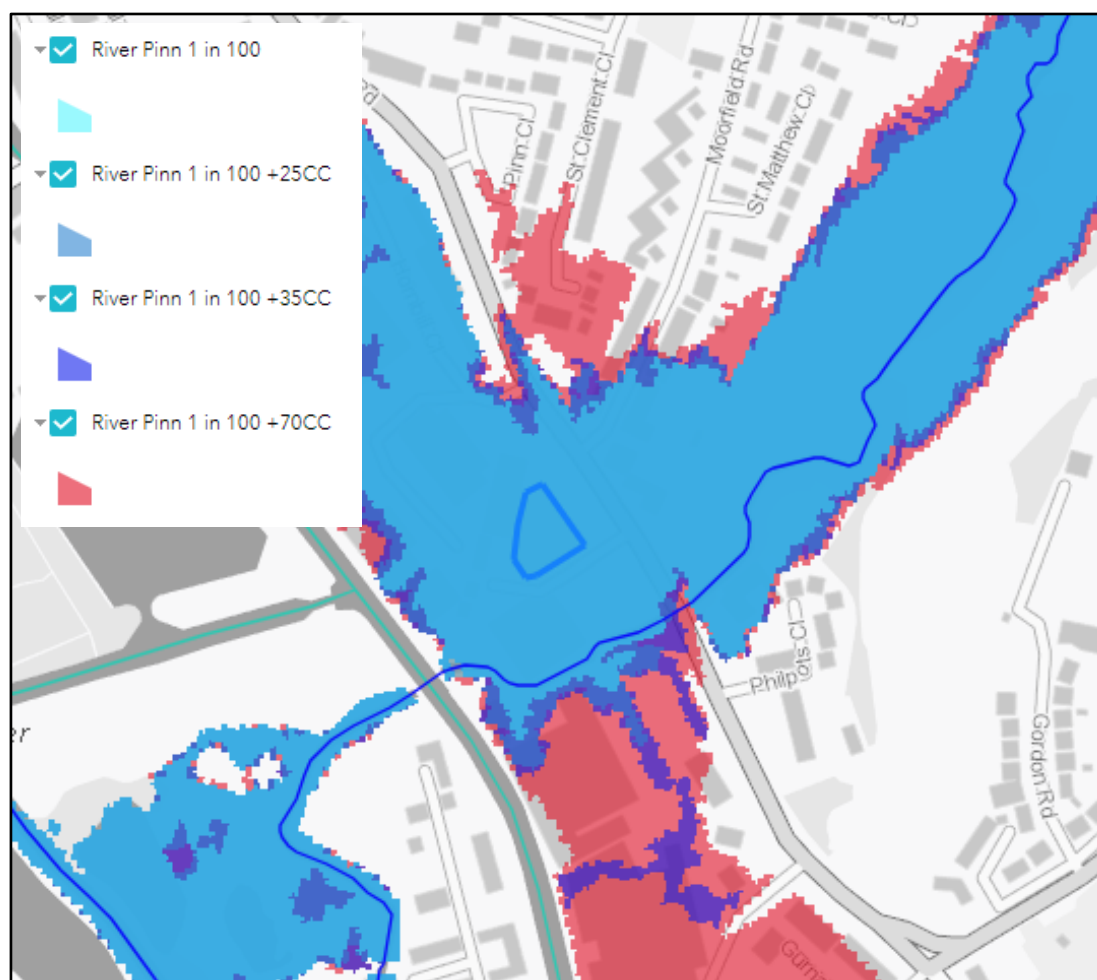 River Pinn 1 in 100
River Pinn 1 in 100 +25CC
River Pinn 1 in 100 +35CC
River Pinn 1 in 100 +70CC
Pinn Cl
St Clement Cl
Moorfield Rd
St Matthew Cl
Philpots Cl
Gordon Rd